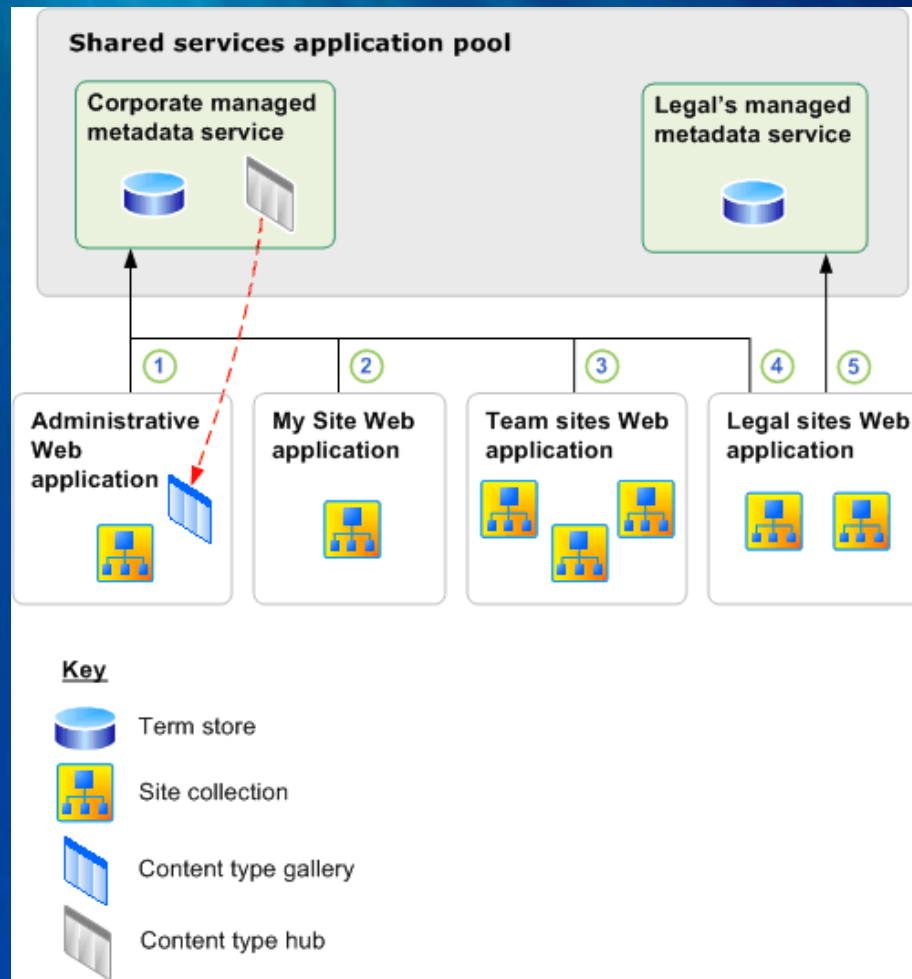 Shared services application pool
Corporate managed
metadata service
Legal's managed
metadata service
1
2
3
4
5
Administrative
Web
application
My Site Web
application
Team sites Web
application
Legal sites Web
application
Key
Term store
Site collection
Content type gallery
Content type hub